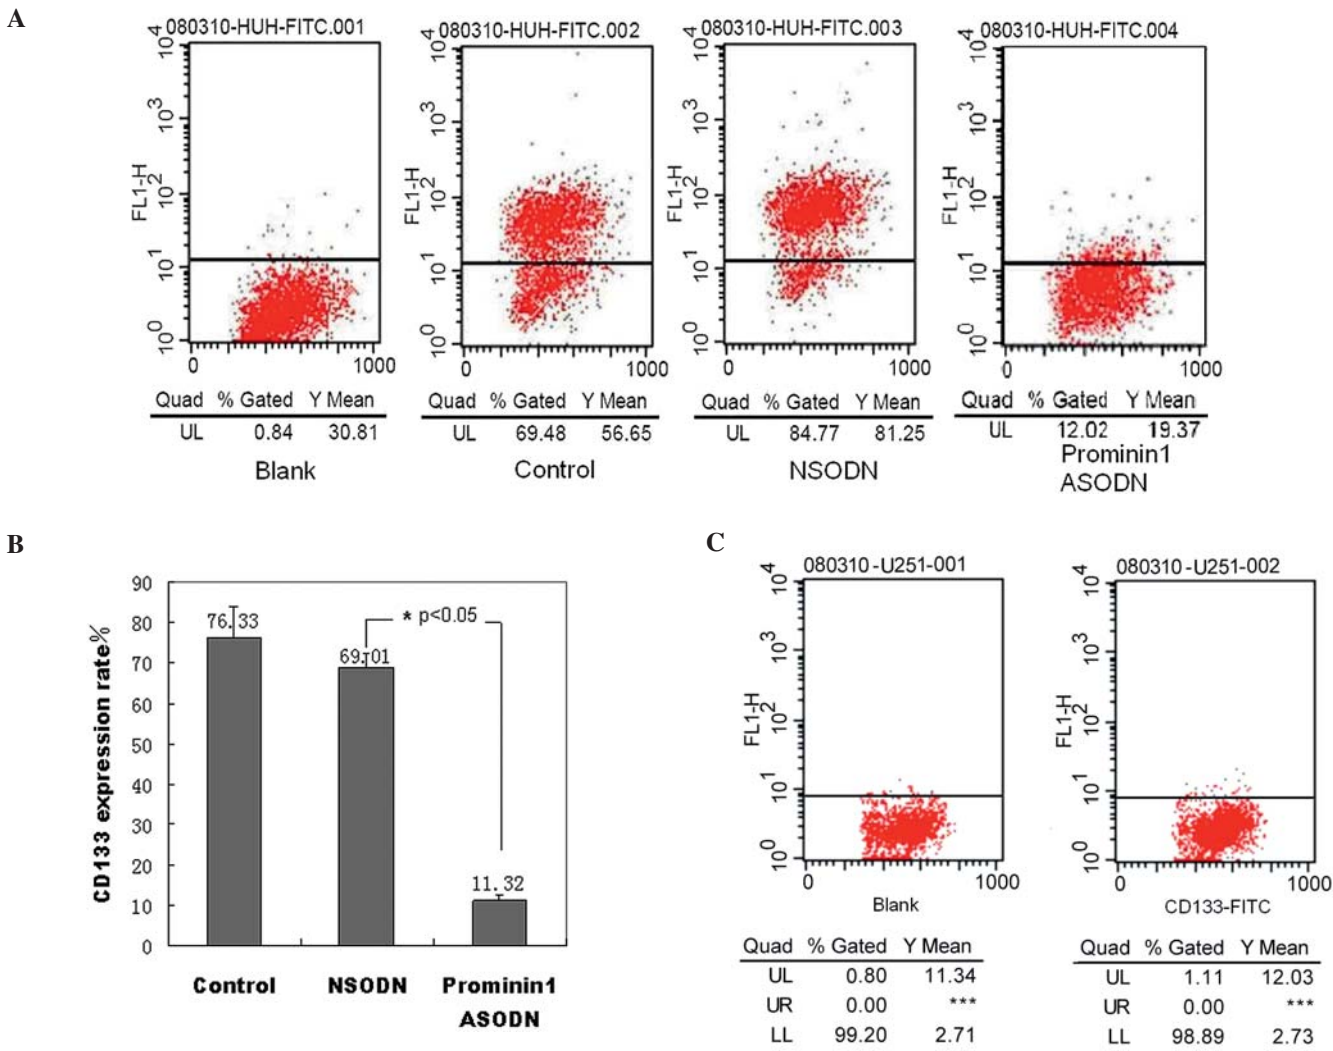 A
080310-HUH-FITC.001
080310-HUH-FITC.002
080310-HUH-FITC.003
080310-HUH-FITC.004
FL1-H
10^0 10^1 10^2 10^3 10^4
0 1000
FL1-H
10^0 10^1 10^2 10^3 10^4
0 1000
FL1-H
10^0 10^1 10^2 10^3 10^4
0 1000
FL1-H
10^0 10^1 10^2 10^3 10^4
0 1000
Quad % Gated Y Mean
UL 0.84 30.81
Blank
Quad % Gated Y Mean
UL 69.48 56.65
Control
Quad % Gated Y Mean
UL 84.77 81.25
NSODN
Quad % Gated Y Mean
UL 12.02 19.37
Prominin1
ASODN
B
CD133 expression rate%
90
80
70
60
50
40
30
20
10
0
76.33
69.01
* p<0.05
11.32
Control
NSODN
Prominin1
ASODN
C
080310-U251-001
FL1-H
10^0 10^1 10^2 10^3 10^4
0 1000
Blank
Quad % Gated Y Mean
UL 0.80 11.34
UR 0.00 ***
LL 99.20 2.71
080310-U251-002
FL1-H
10^0 10^1 10^2 10^3 10^4
0 1000
CD133-FITC
Quad % Gated Y Mean
UL 1.11 12.03
UR 0.00 ***
LL 98.89 2.73